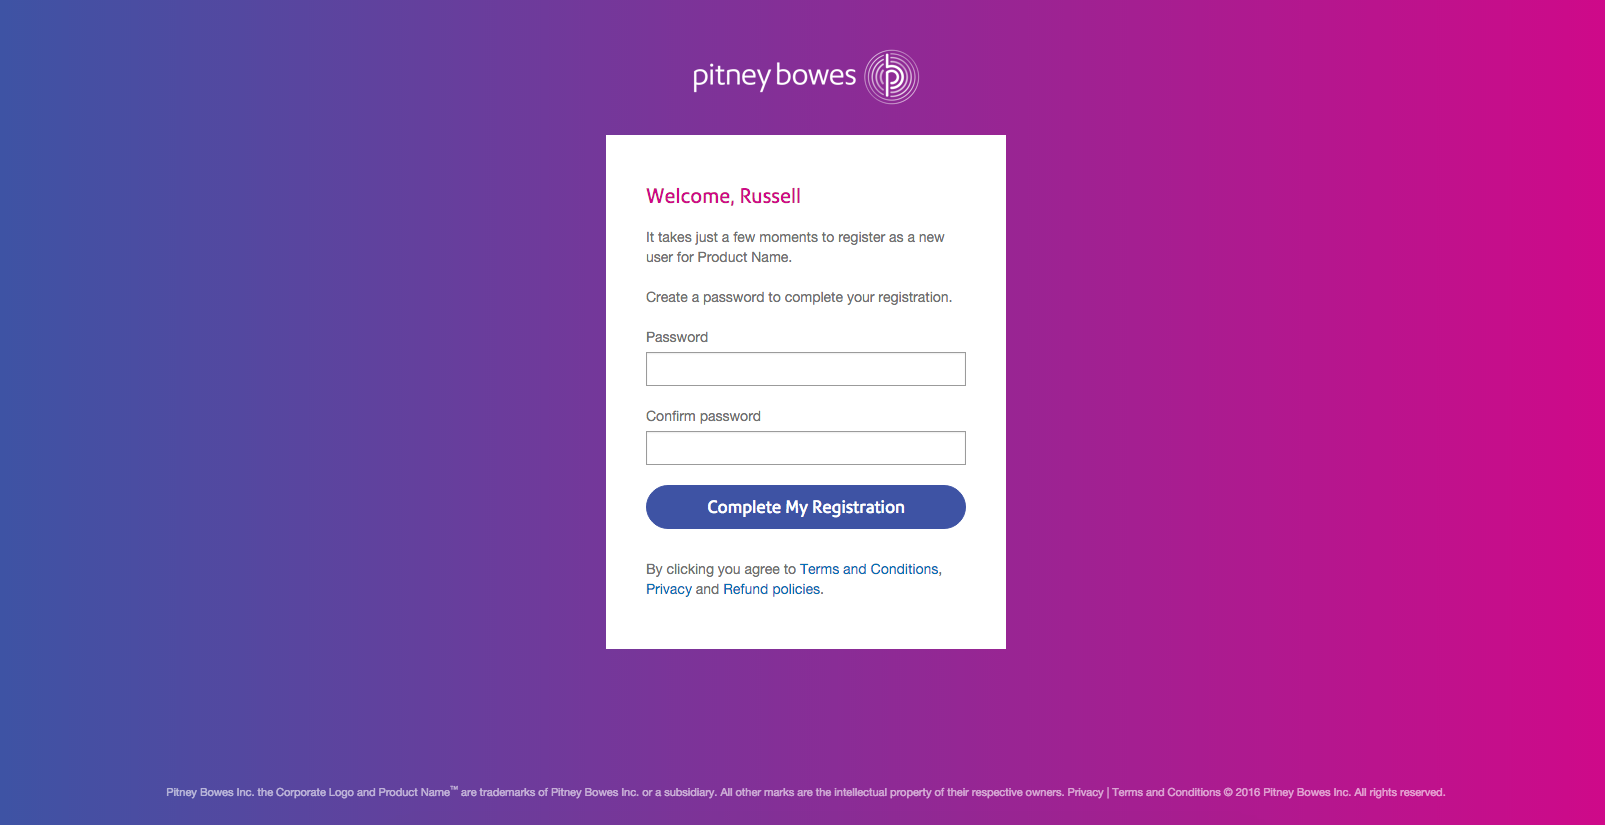 pitney bowes
Welcome, Russell
It takes just a few moments to register as a new
user for Product Name.
Create a password to complete your registration.
Password
Confirm password
Complete My Registration
By clicking you agree to Terms and Conditions,
Privacy and Refund policies.
Pitney Bowes Inc. the Corporate Logo and Product Name™ are trademarks of Pitney Bowes Inc. or a subsidiary. All other marks are the intellectual property of their respective owners. Privacy | Terms and Conditions © 2016 Pitney Bowes Inc. All rights reserved.